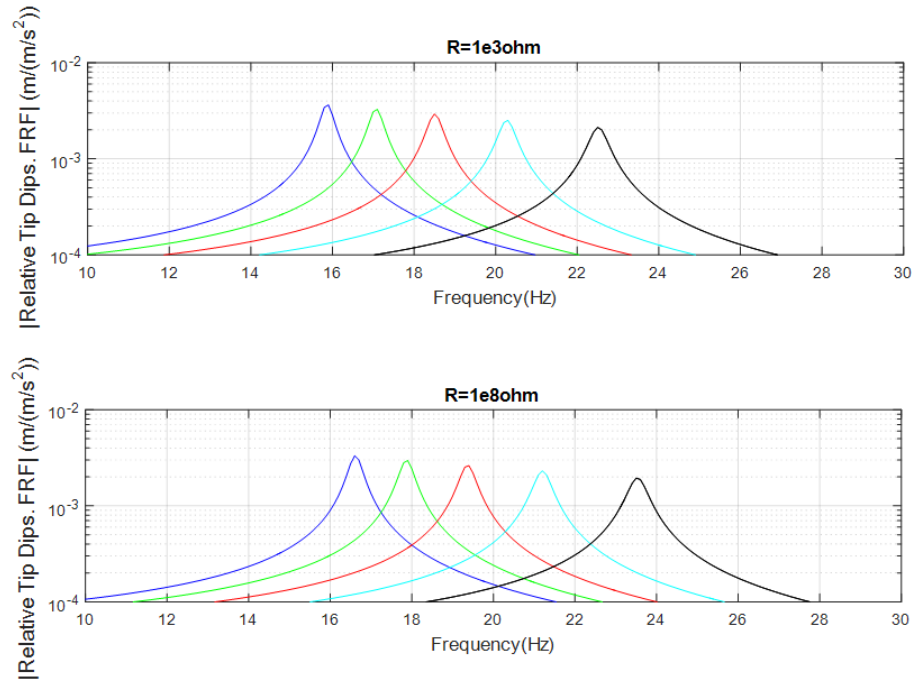 R=1e3ohm
|Relative Tip Dips. FRF| (m/(m/s²))
10⁻²
10⁻³
10⁻⁴
10 12 14 16 18 20 22 24 26 28 30
Frequency(Hz)
R=1e8ohm
|Relative Tip Dips. FRF| (m/(m/s²))
10⁻²
10⁻³
10⁻⁴
10 12 14 16 18 20 22 24 26 28 30
Frequency(Hz)